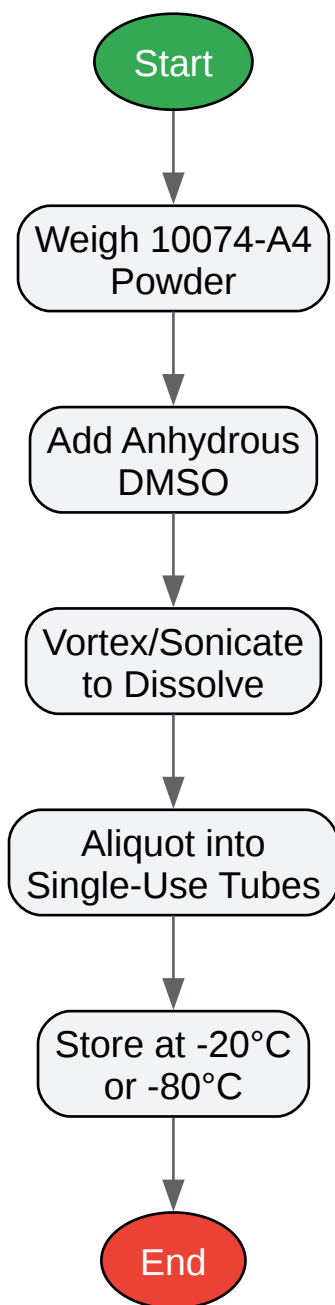 Start
Weigh 10074-A4
Powder
Add Anhydrous
DMSO
Vortex/Sonicate
to Dissolve
Aliquot into
Single-Use Tubes
Store at -20°C
or -80°C
End